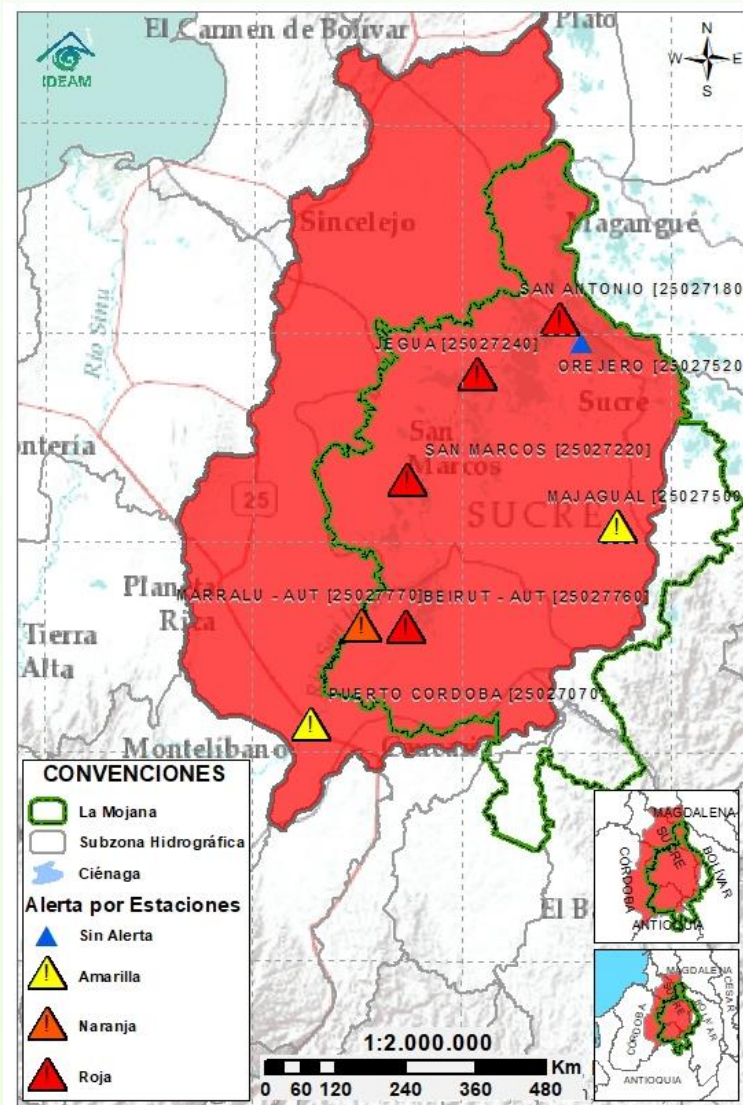 El Carmen de Bolívar
Plato
N
W E
S
IDEAM
Sincelejo
Magangué
Río Sinú
SAN ANTONIO [25027180
JEGUA [25027240]
OREJERO [25027520
Sucre
ontería
San
Marcos
SAN MARCOS [25027220]
25
MAJAGUAL [25027500
SUCRE
Planeta
Rica
MARRALU - AUT [25027770]
BEIRUT - AUT [25027760]
Tierra
Alta
PUERTO CORDOBA [25027070]
Montelíbano
CONVENCIONES
La Mojana
Subzona Hidrográfica
Ciénaga
Alerta por Estaciones
Sin Alerta
Amarilla
Naranja
Roja
El B
1:2.000.000
Km
0 60 120 240 360 480
MAGDALENA
SUCRE
BOLÍVAR
CORDOBA
ANTIOQUIA
MAGDALENA
CESAR
CORDOBA
ANTIOQUIA